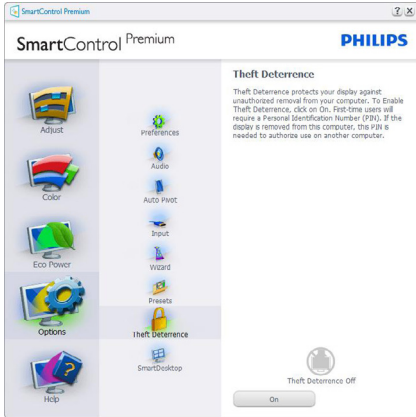 SmartControl Premium
SmartControl Premium
PHILIPS
Adjust
Color
Eco Power
Options
Help
Preferences
Audio
Auto Pivot
Input
Wizard
Presets
Theft Deterrence
SmartDesktop
Theft Deterrence
Theft Deterrence protects your display against
unauthorized removal from your computer. To Enable
Theft Deterrence, click on On. First-time users will
require a Personal Identification Number (PIN). If the
display is removed from this computer, this PIN is
needed to authorize use on another computer.
Theft Deterrence Off
On